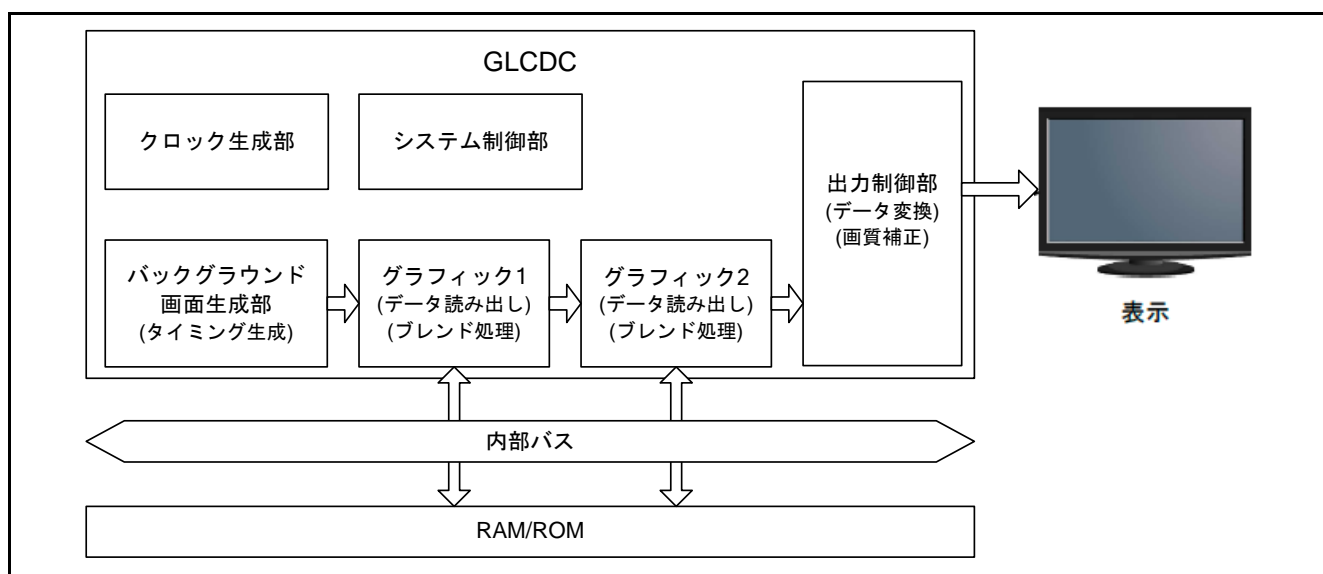 GLCDC
クロック生成部
システム制御部
出力制御部
(データ変換)
(画質補正)
バックグラウンド
画面生成部
(タイミング生成)
グラフィック1
(データ読み出し)
(ブレンド処理)
グラフィック2
(データ読み出し)
(ブレンド処理)
表示
内部バス
RAM/ROM